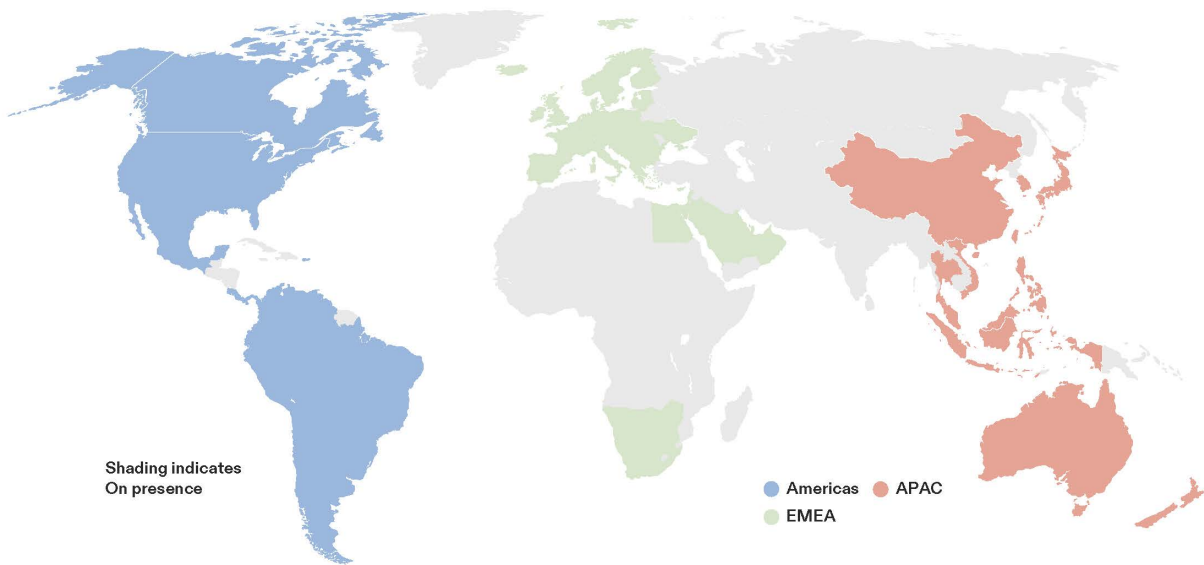 Shading indicates
On presence
Americas
APAC
EMEA